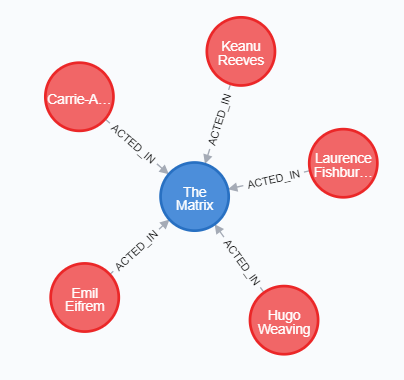 Keanu
Reeves
Carrie-A...
ACTED_IN
ACTED_IN
Laurence
Fishbur...
ACTED_IN
The
Matrix
ACTED_IN
ACTED_IN
Emil
Eifrem
Hugo
Weaving